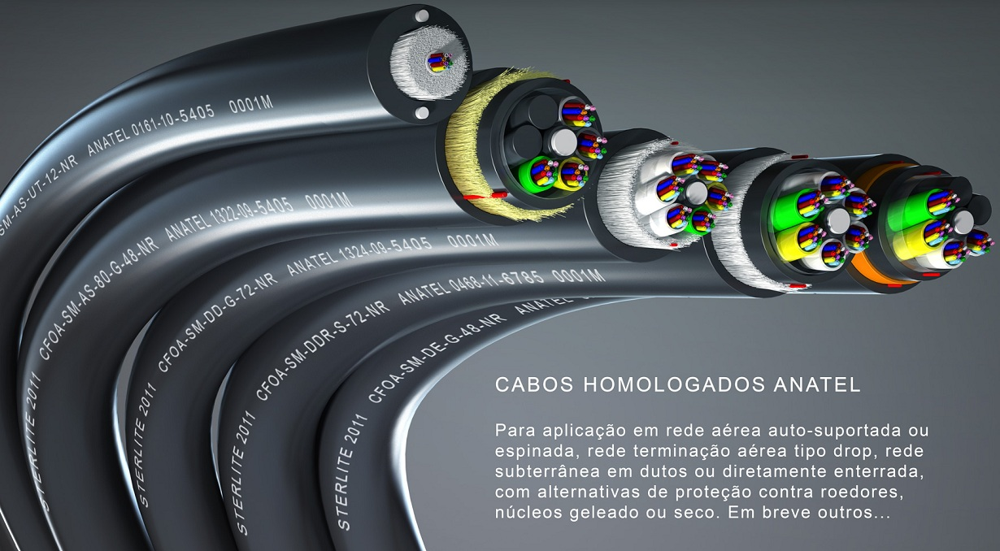 SM-AS-UT-12-NR ANATEL 0161-10-5405 0001M
STERLITE 2011 CFOA-SM-AS-80-G-48-NR ANATEL 1322-09-5405 0001M
STERLITE 2011 CFOA-SM-DD-G-72-NR ANATEL 1324-09-5405 0001M
STERLITE 2011 CFOA-SM-DDR-S-72-NR ANATEL 0468-11-6785 0001M
STERLITE 2011 CFOA-SM-DE-G-48-NR ANATEL
CABOS HOMOLOGADOS ANATEL
Para aplicação em rede aérea auto-suportada ou
espinada, rede terminação aérea tipo drop, rede
subterrânea em dutos ou diretamente enterrada,
com alternativas de proteção contra roedores,
núcleos geleado ou seco. Em breve outros...